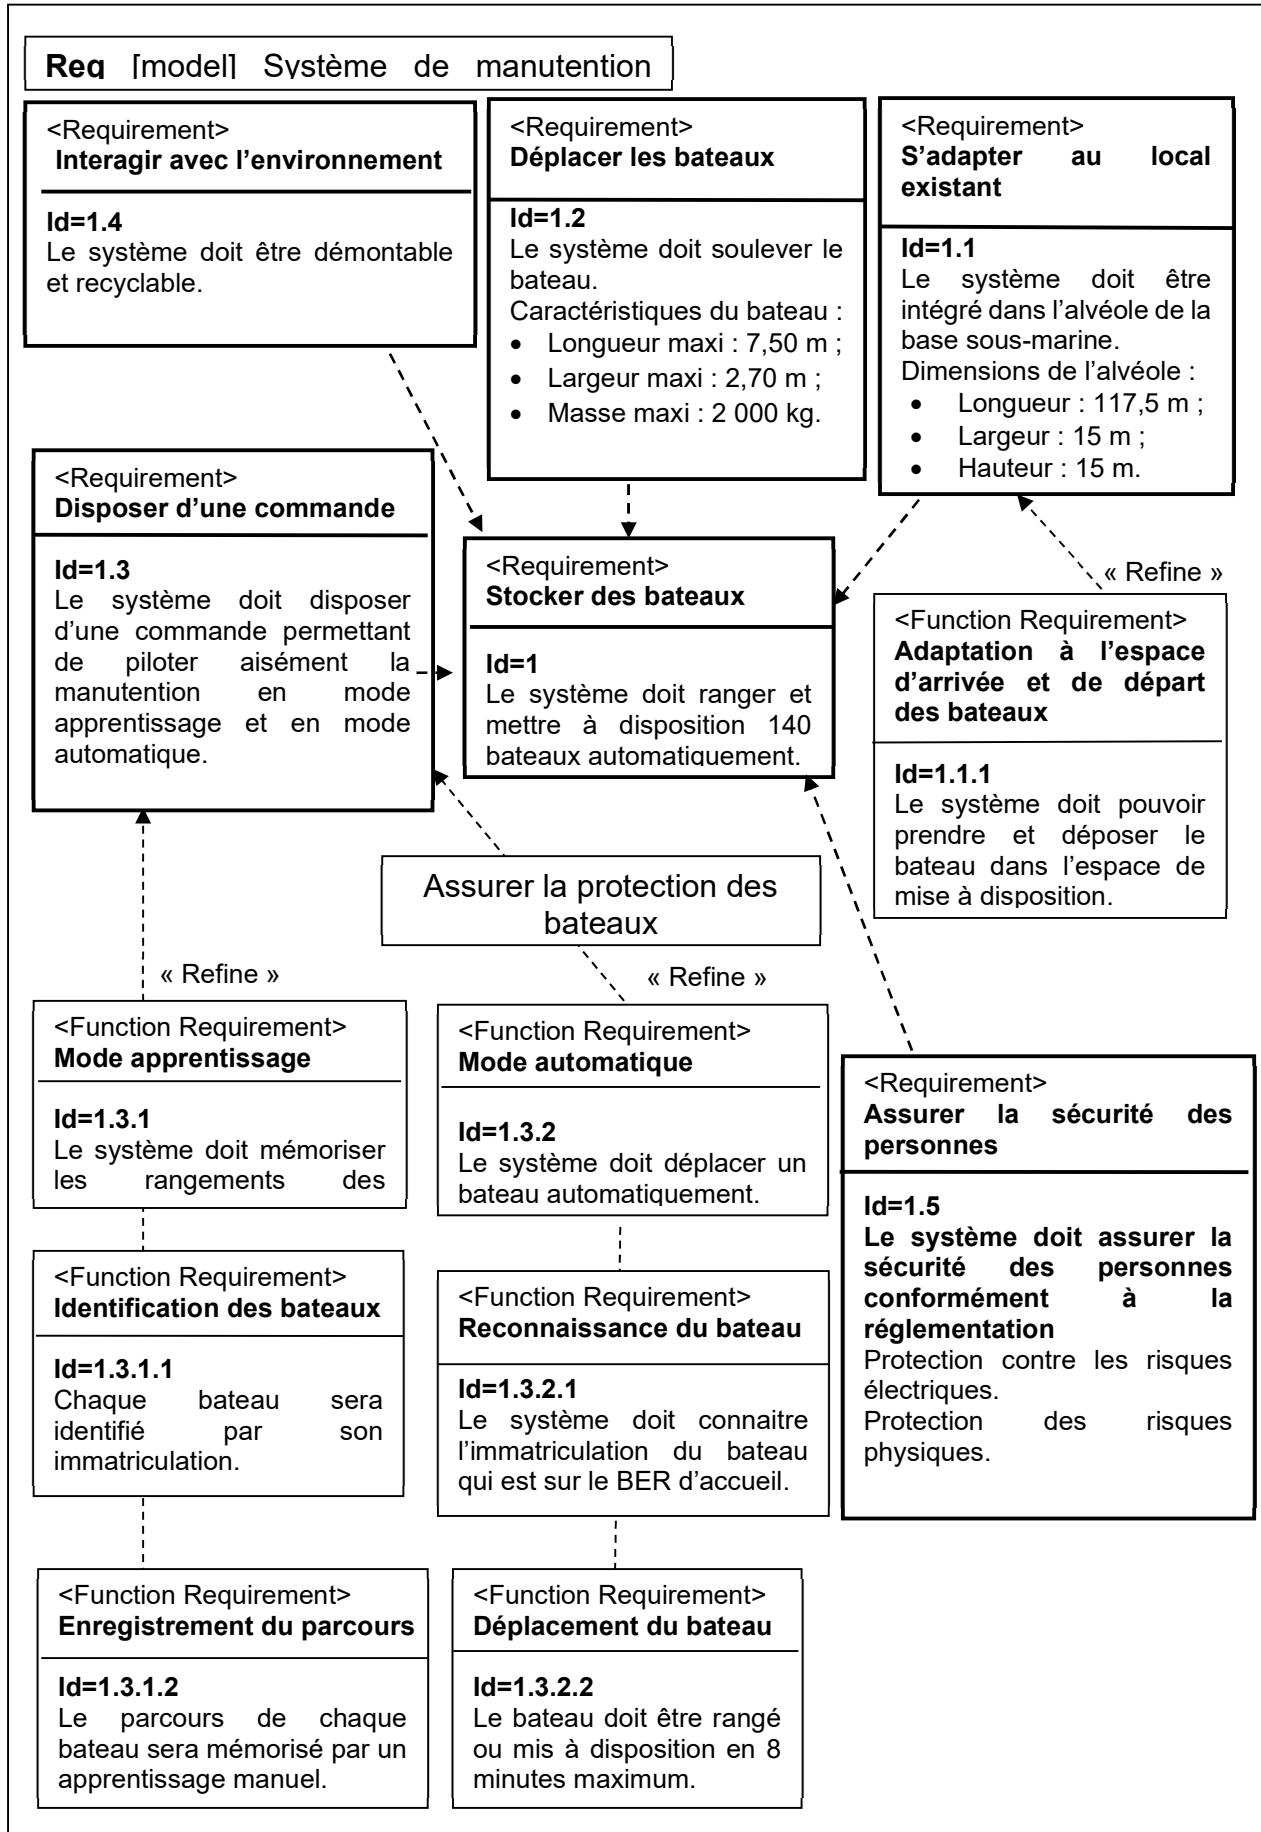 Req [model] Système de manutention
<Requirement>
Interagir avec l'environnement
Id=1.4
Le système doit être démontable
et recyclable.
<Requirement>
Déplacer les bateaux
Id=1.2
Le système doit soulever le
bateau.
Caractéristiques du bateau :
• Longueur maxi : 7,50 m ;
• Largeur maxi : 2,70 m ;
• Masse maxi : 2 000 kg.
<Requirement>
S'adapter au local
existant
Id=1.1
Le système doit être
intégré dans l'alvéole de la
base sous-marine.
Dimensions de l'alvéole :
• Longueur : 117,5 m ;
• Largeur : 15 m ;
• Hauteur : 15 m.
<Requirement>
Disposer d'une commande
Id=1.3
Le système doit disposer
d'une commande permettant
de piloter aisément la
manutention en mode
apprentissage et en mode
automatique.
<Requirement>
Stocker des bateaux
Id=1
Le système doit ranger et
mettre à disposition 140
bateaux automatiquement.
« Refine »
<Function Requirement>
Adaptation à l'espace
d'arrivée et de départ
des bateaux
Id=1.1.1
Le système doit pouvoir
prendre et déposer le
bateau dans l'espace de
mise à disposition.
Assurer la protection des
bateaux
« Refine »
« Refine »
<Function Requirement>
Mode apprentissage
Id=1.3.1
Le système doit mémoriser
les rangements des
<Function Requirement>
Mode automatique
Id=1.3.2
Le système doit déplacer un
bateau automatiquement.
<Requirement>
Assurer la sécurité des
personnes
Id=1.5
Le système doit assurer la
sécurité des personnes
conformément à la
réglementation
Protection contre les risques
électriques.
Protection des risques
physiques.
<Function Requirement>
Identification des bateaux
Id=1.3.1.1
Chaque bateau sera
identifié par son
immatriculation.
<Function Requirement>
Reconnaissance du bateau
Id=1.3.2.1
Le système doit connaitre
l'immatriculation du bateau
qui est sur le BER d'accueil.
<Function Requirement>
Enregistrement du parcours
Id=1.3.1.2
Le parcours de chaque
bateau sera mémorisé par un
apprentissage manuel.
<Function Requirement>
Déplacement du bateau
Id=1.3.2.2
Le bateau doit être rangé
ou mis à disposition en 8
minutes maximum.